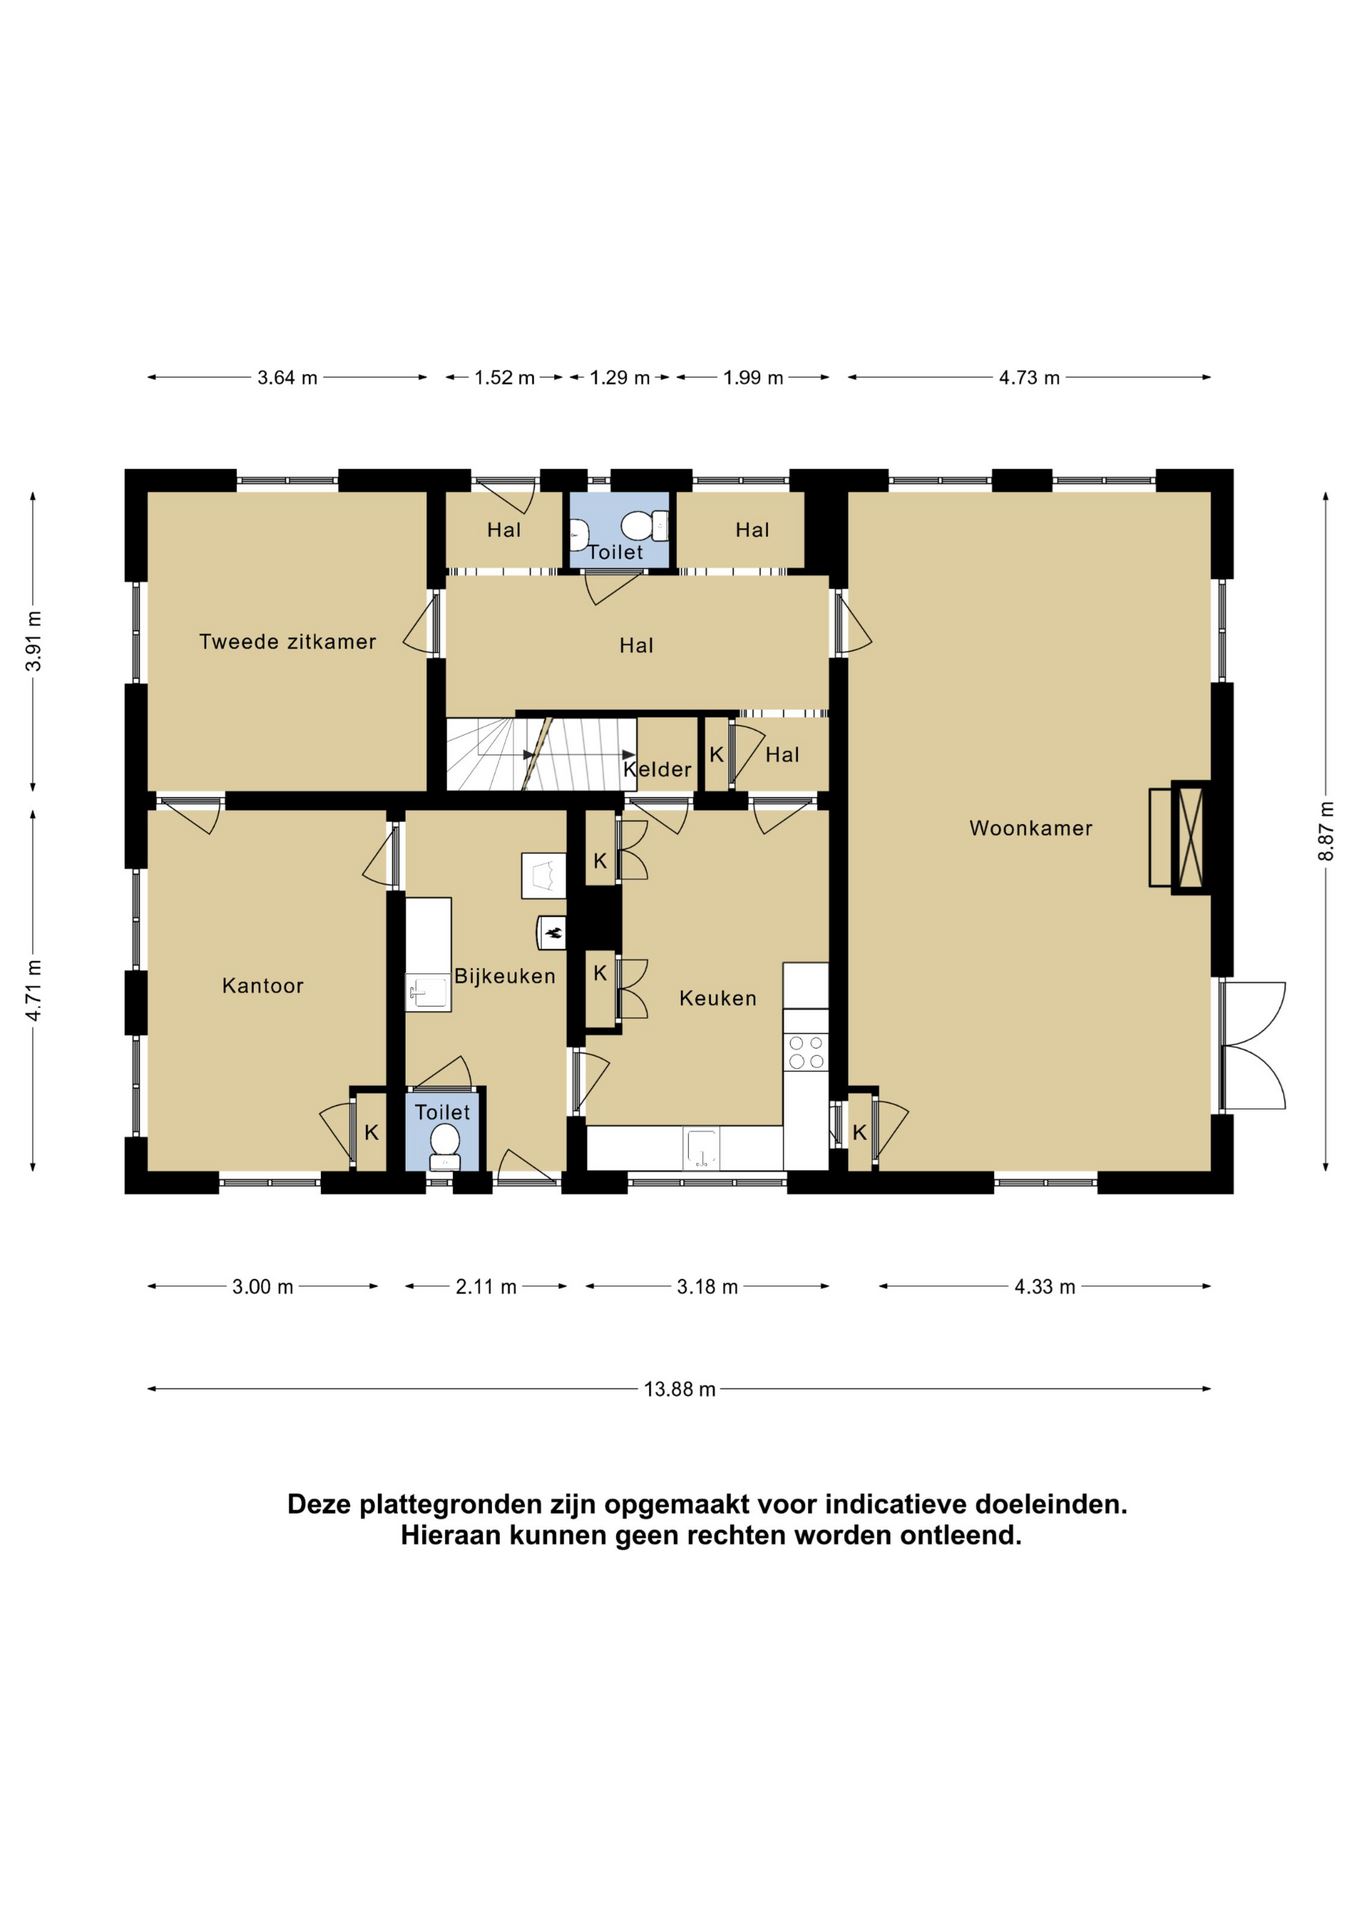 3.64 m
1.52 m
1.29 m
1.99 m
4.73 m
Hal
Toilet
Hal
3.91 m
Tweede zitkamer
Hal
Kelder
K
Hal
Woonkamer
8.87 m
K
4.71 m
Kantoor
Bijkeuken
K
Keuken
K
Toilet
K
3.00 m
2.11 m
3.18 m
4.33 m
13.88 m
Deze plattegronden zijn opgemaakt voor indicatieve doeleinden.
Hieraan kunnen geen rechten worden ontleend.